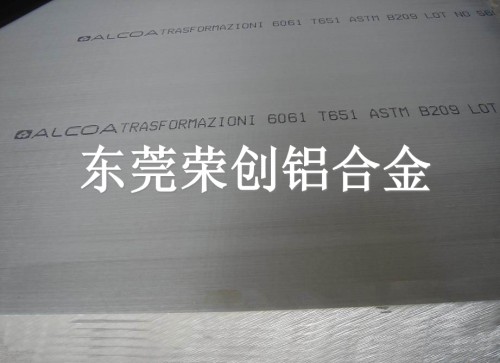 ALCOA TRASFORMAZIONI 6061 T651 ASTM B209 LOT NO
ALCOA TRASFORMAZIONI 6061 T651 ASTM B209 LOT
东莞荣创铝合金